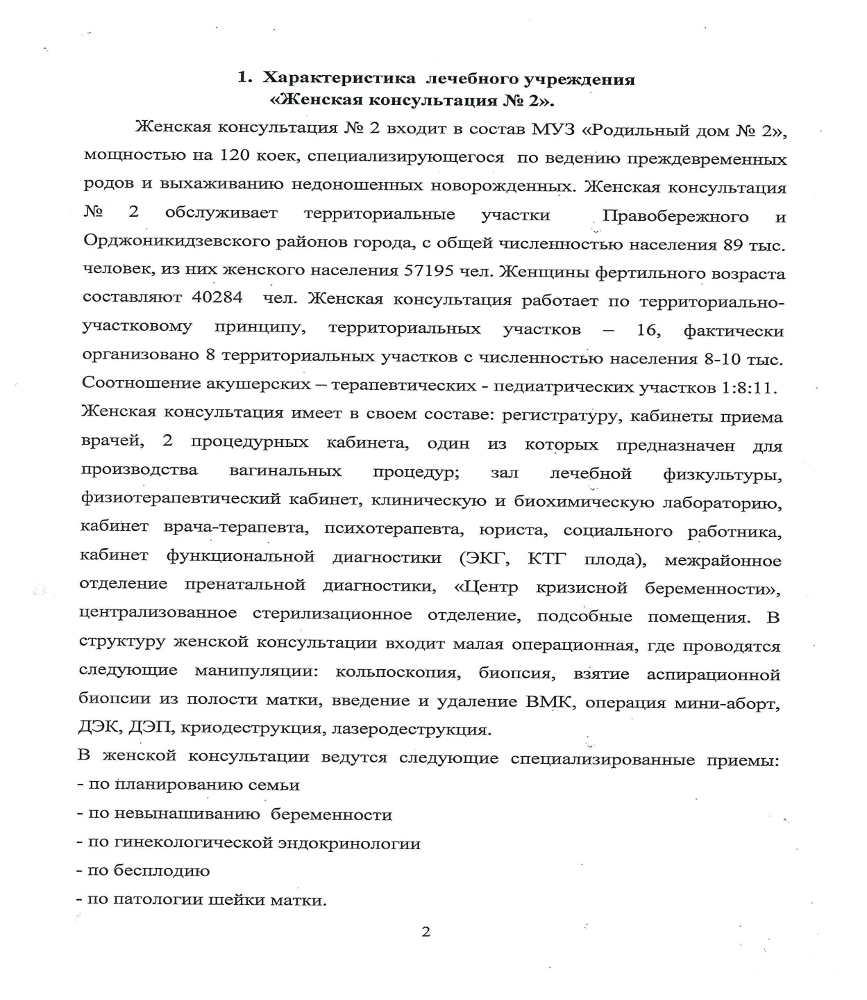 1. Характеристика лечебного учреждения
«Женская консультация № 2».
Женская консультация № 2 входит в состав МУЗ «Родильный дом № 2»,
мощностью на 120 коек, специализирующегося по ведению преждевременных
родов и выхаживанию недоношенных новорожденных. Женская консультация
№ 2 обслуживает территориальные участки Правобережного и
Орджоникидзевского районов города, с общей численностью населения 89 тыс.
человек, из них женского населения 57195 чел. Женщины фертильного возраста
составляют 40284 чел. Женская консультация работает по территориально-
участковому принципу, территориальных участков – 16, фактически
организовано 8 территориальных участков с численностью населения 8-10 тыс.
Соотношение акушерских – терапевтических - педиатрических участков 1:8:11.
Женская консультация имеет в своем составе: регистратуру, кабинеты приема
врачей, 2 процедурных кабинета, один из которых предназначен для
производства вагинальных процедур; зал лечебной физкультуры,
физиотерапевтический кабинет, клиническую и биохимическую лабораторию,
кабинет врача-терапевта, психотерапевта, юриста, социального работника,
кабинет функциональной диагностики (ЭКГ, КТГ плода), межрайонное
отделение пренатальной диагностики, «Центр кризисной беременности»,
централизованное стерилизационное отделение, подсобные помещения. В
структуру женской консультации входит малая операционная, где проводятся
следующие манипуляции: кольпоскопия, биопсия, взятие аспирационной
биопсии из полости матки, введение и удаление ВМК, операция мини-аборт,
ДЭК, ДЭП, криодеструкция, лазеродеструкция.
В женской консультации ведутся следующие специализированные приемы:
- по планированию семьи
- по невынашиванию беременности
- по гинекологической эндокринологии
- по бесплодию
- по патологии шейки матки.
2